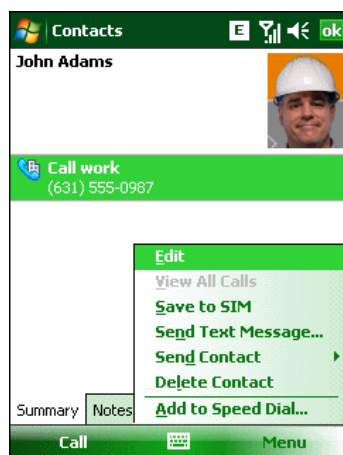 Contacts
E
ok
John Adams
Call work
(631) 555-0987
Edit
View All Calls
Save to SIM
Send Text Message...
Send Contact
Delete Contact
Add to Speed Dial...
Summary
Notes
Call
Menu